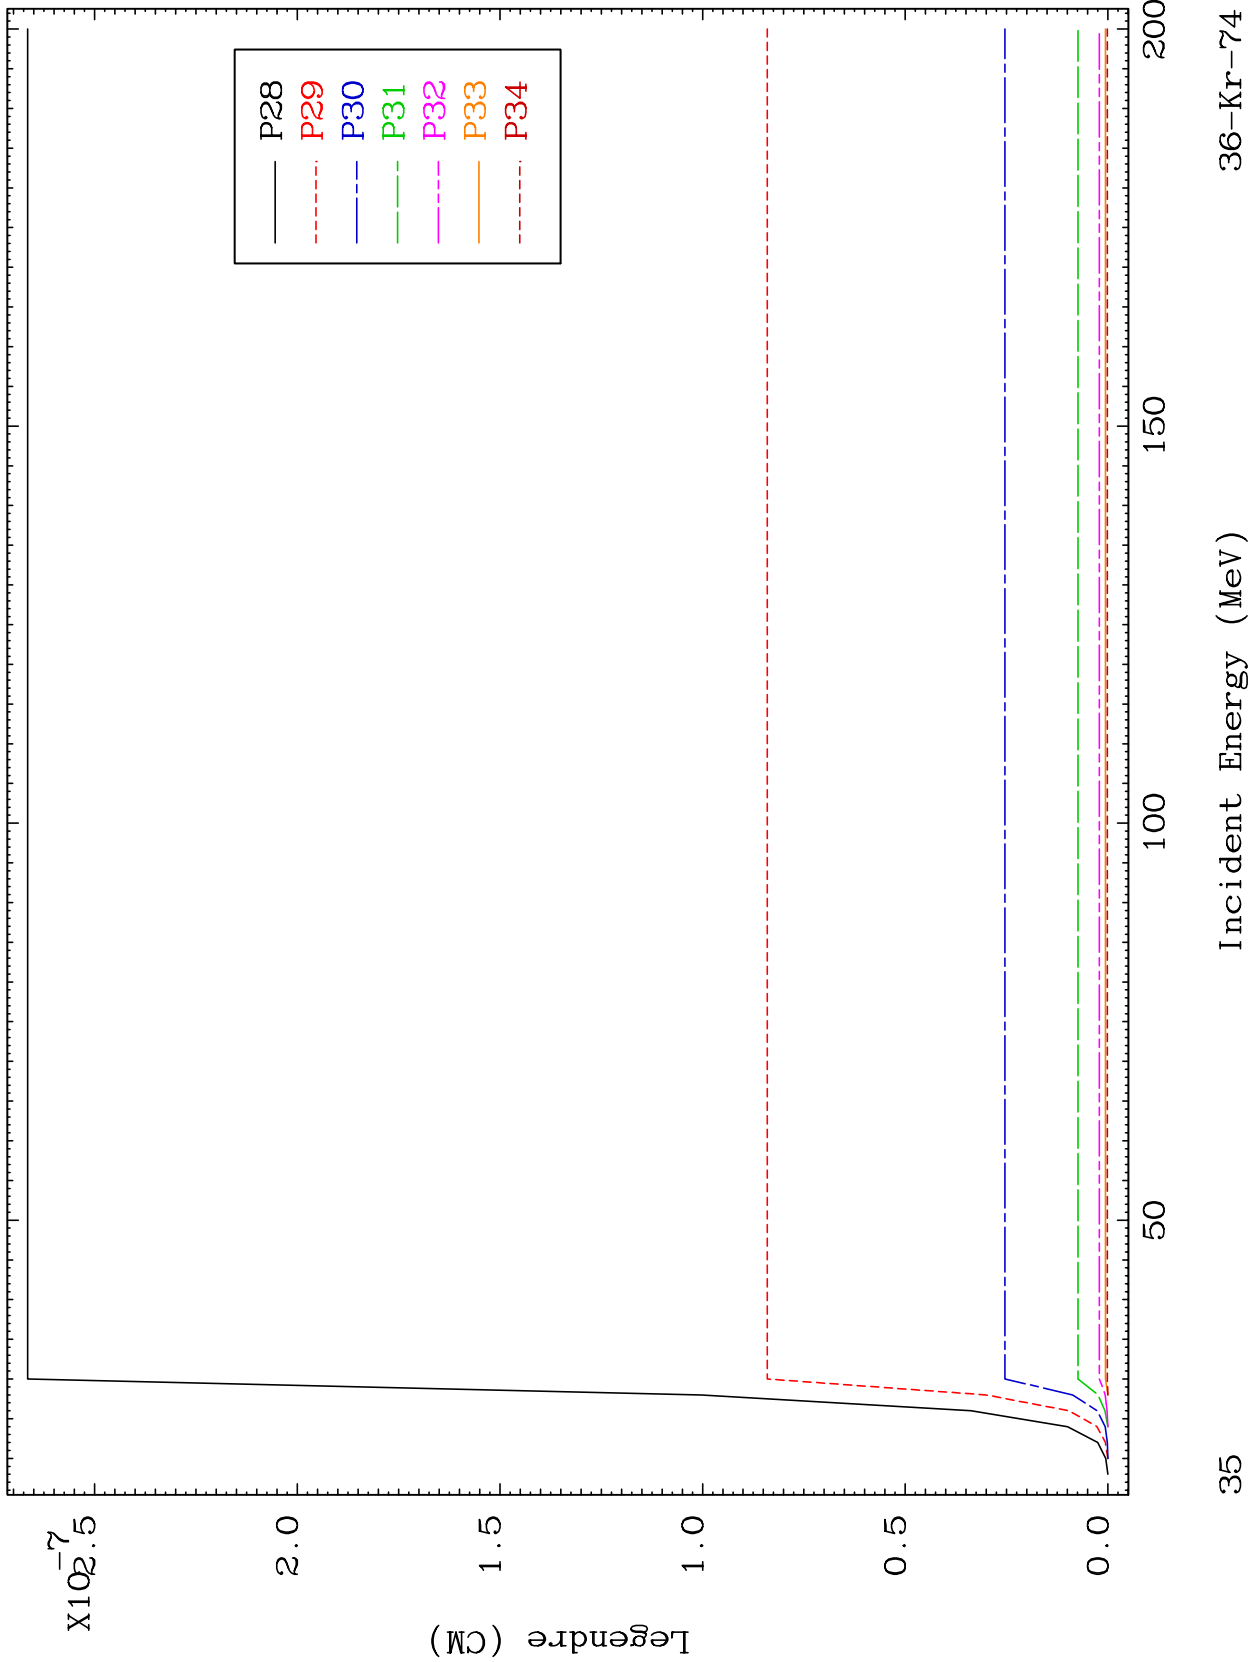 X10-7
2.5
2.0
1.5
1.0
0.5
0.0
Legendre (CM)
P28
P29
P30
P31
P32
P33
P34
50
100
150
200
35
Incident Energy (MeV)
36-Kr-74